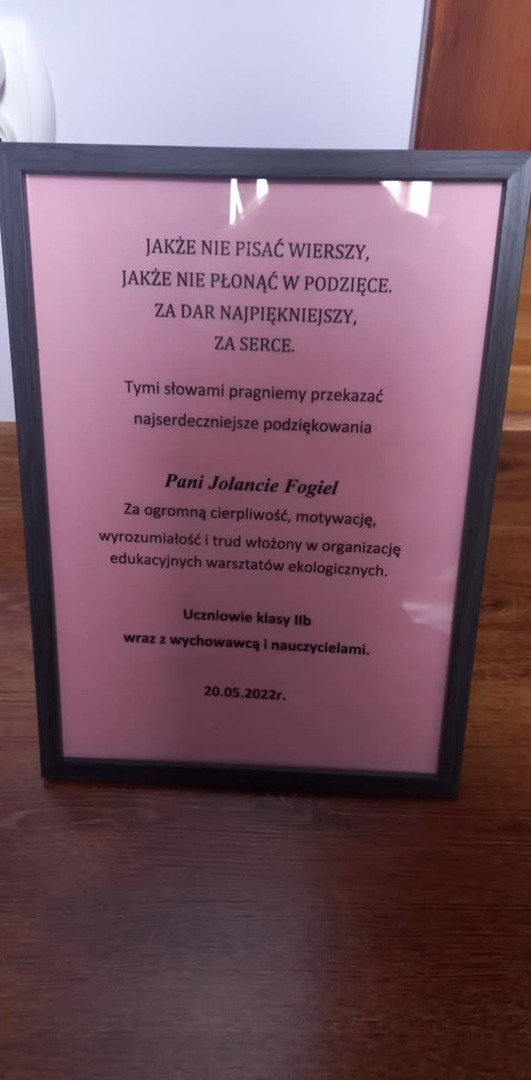 JAKŻE NIE PISAĆ WIERSZY,
JAKŻE NIE PŁONĄĆ W PODZIĘCE.
ZA DAR NAJPIĘKNIEJSZY,
ZA SERCE.
Tymi słowami pragniemy przekazać
najserdeczniejsze podziękowania
Pani Jolancie Fogiel
Za ogromną cierpliwość, motywację,
wyrozumiałość i trud włożony w organizację
edukacyjnych warsztatów ekologicznych.
Uczniowie klasy IIb
wraz z wychowawcą i nauczycielami.
20.05.2022r.